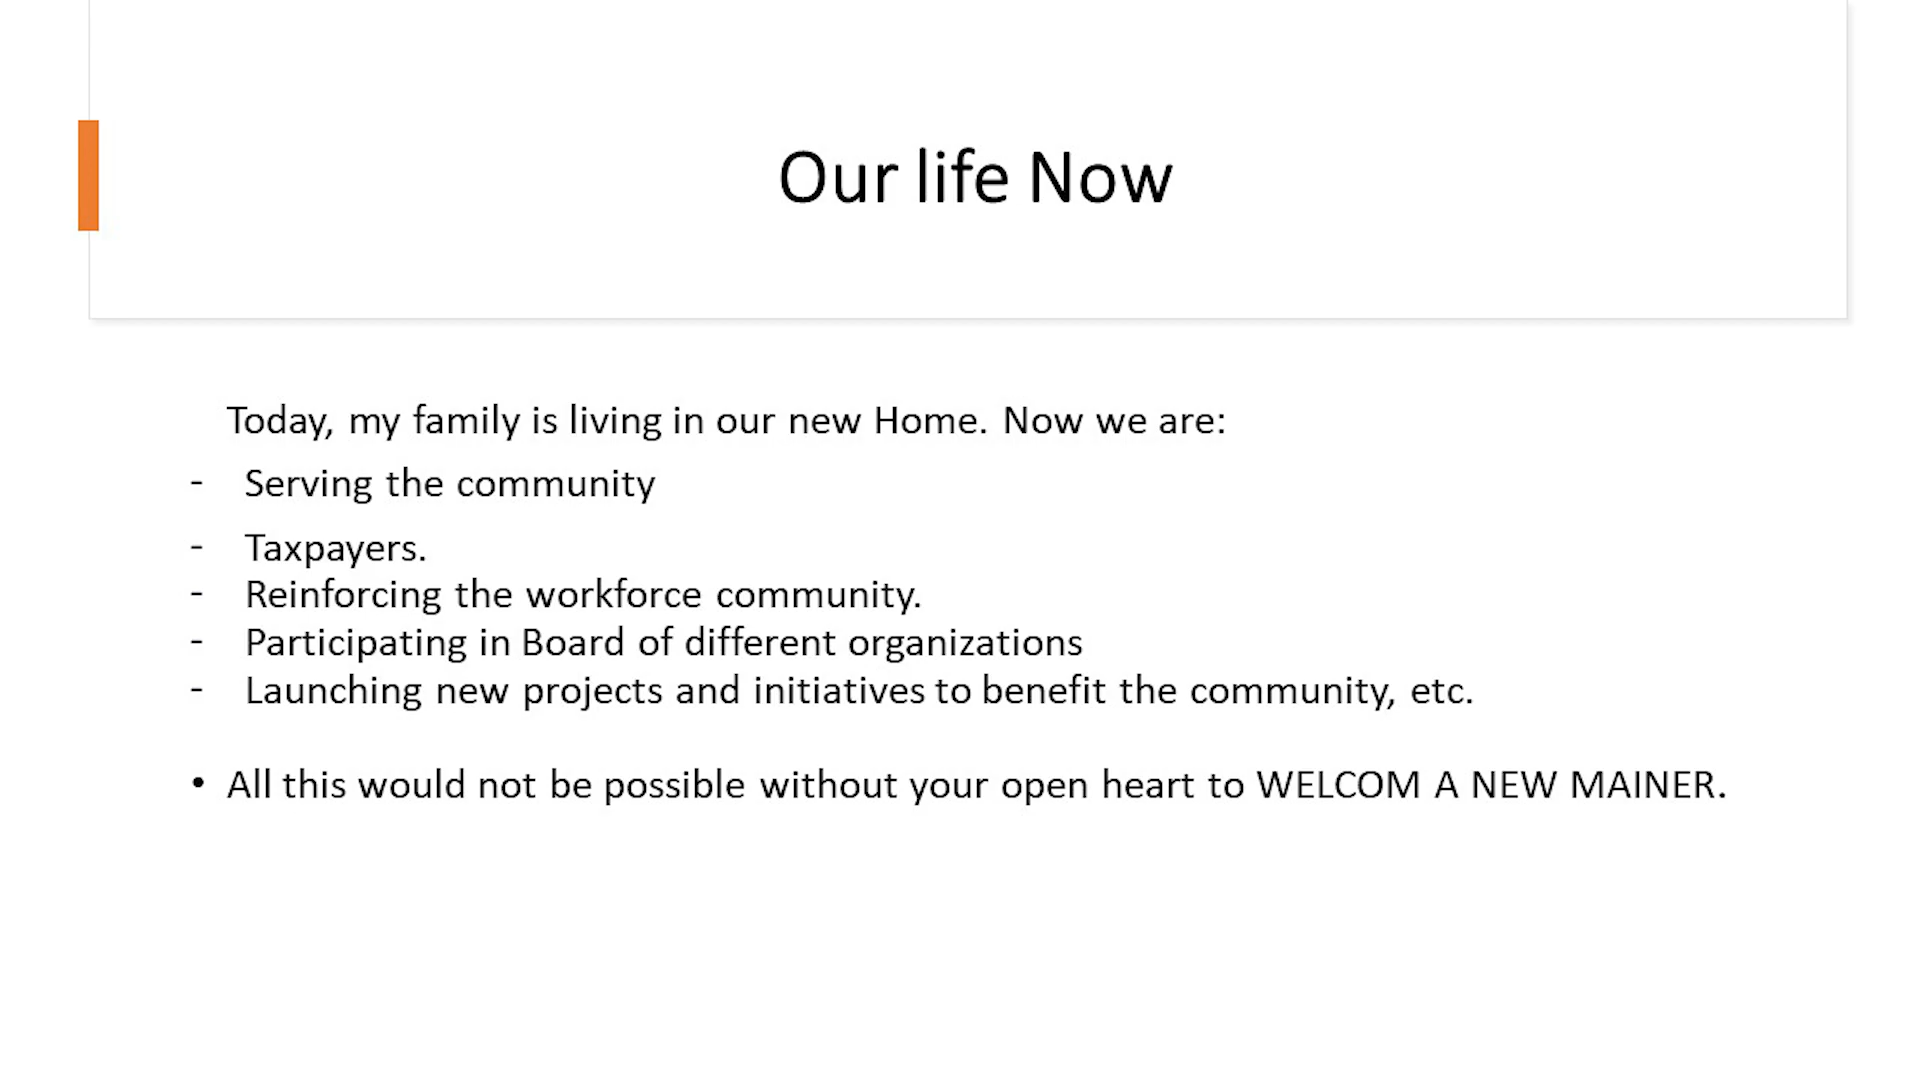 Our life Now
Today, my family is living in our new Home. Now we are:
- Serving the community
- Taxpayers.
- Reinforcing the workforce community.
- Participating in Board of different organizations
- Launching new projects and initiatives to benefit the community, etc.
• All this would not be possible without your open heart to WELCOM A NEW MAINER.